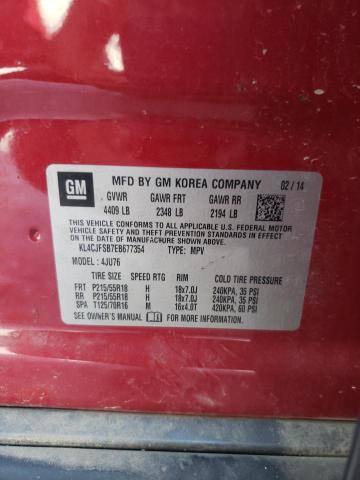 GM
MFD BY GM KOREA COMPANY 02/14
GVWR GAWR FRT GAWR RR
4409 LB 2348 LB 2194 LB
THIS VEHICLE CONFORMS TO ALL APPLICABLE U.S. FEDERAL MOTOR
VEHICLE SAFETY, BUMPER, AND THEFT PREVENTION STANDARDS IN
EFFECT ON THE DATE OF MANUFACTURE SHOWN ABOVE.
KL4CJFSB7EB677354 TYPE: MPV
MODEL: 4JU76
TIRE SIZE SPEED RTG RIM COLD TIRE PRESSURE
FRT P215/55R18 H 18x7.0J 240KPA, 35 PSI
RR P215/55R18 H 18x7.0J 240KPA, 35 PSI
SPA T125/70R16 M 16x4.0T 420KPA, 60 PSI
SEE OWNER'S MANUAL FOR ADDITIONAL INFORMATION.